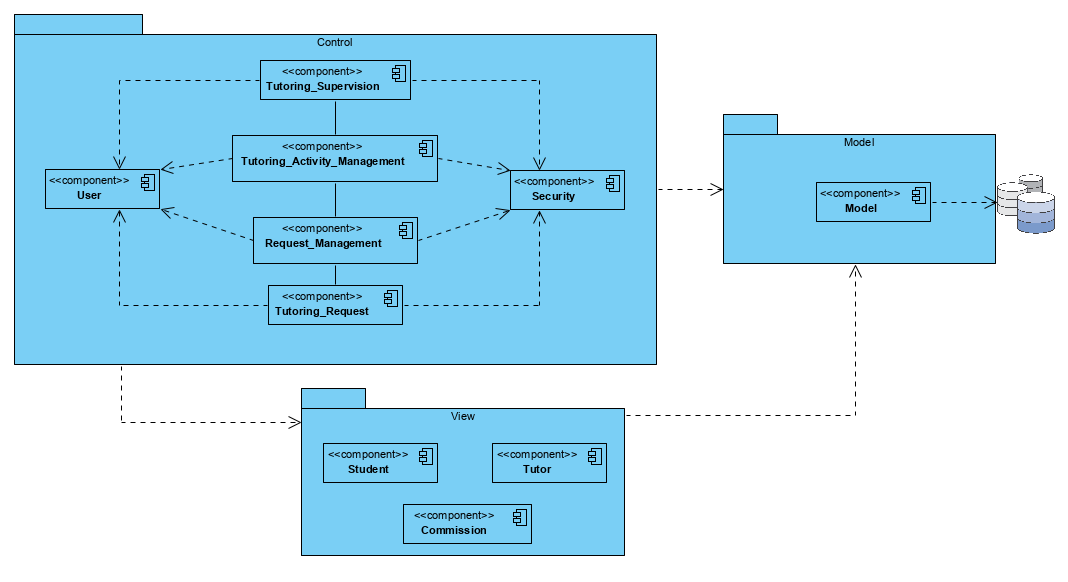 Control
<<component>>
Tutoring_Supervision
<<component>>
Tutoring_Activity_Management
<<component>>
User
<<component>>
Security
<<component>>
Request_Management
<<component>>
Tutoring_Request
Model
<<component>>
Model
View
<<component>>
Student
<<component>>
Tutor
<<component>>
Commission